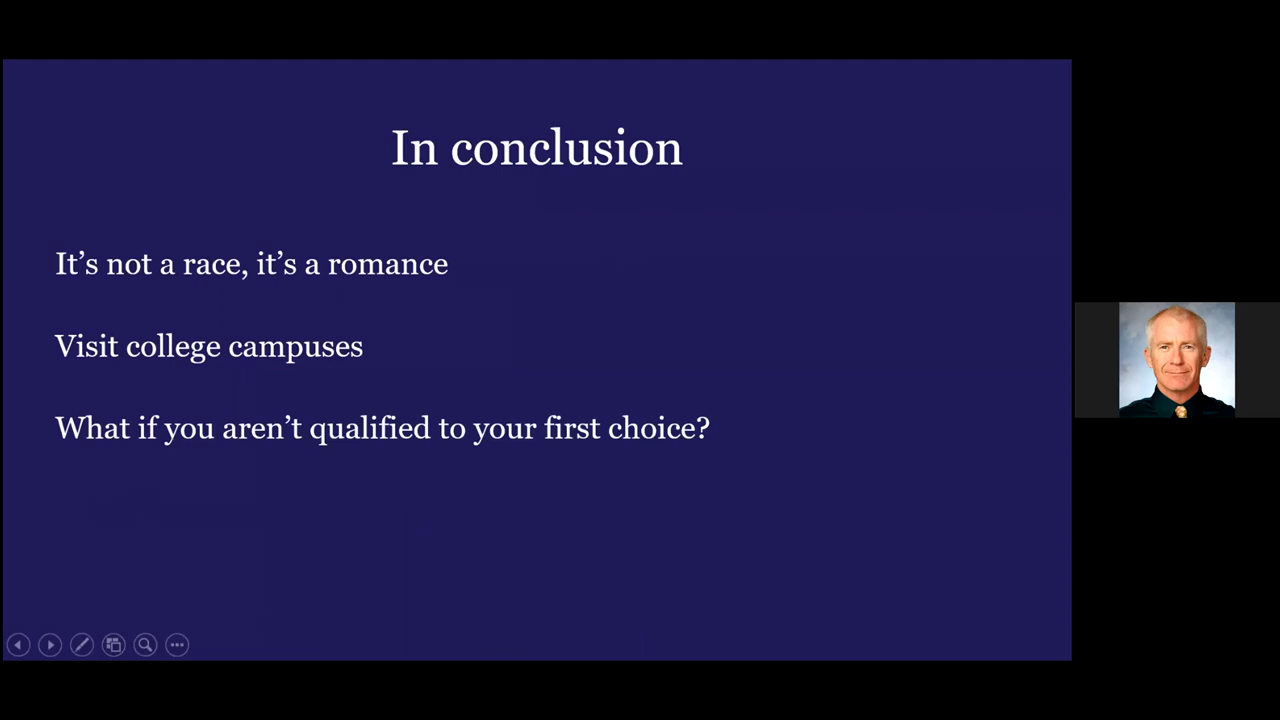 In conclusion
It’s not a race, it’s a romance
Visit college campuses
What if you aren’t qualified to your first choice?